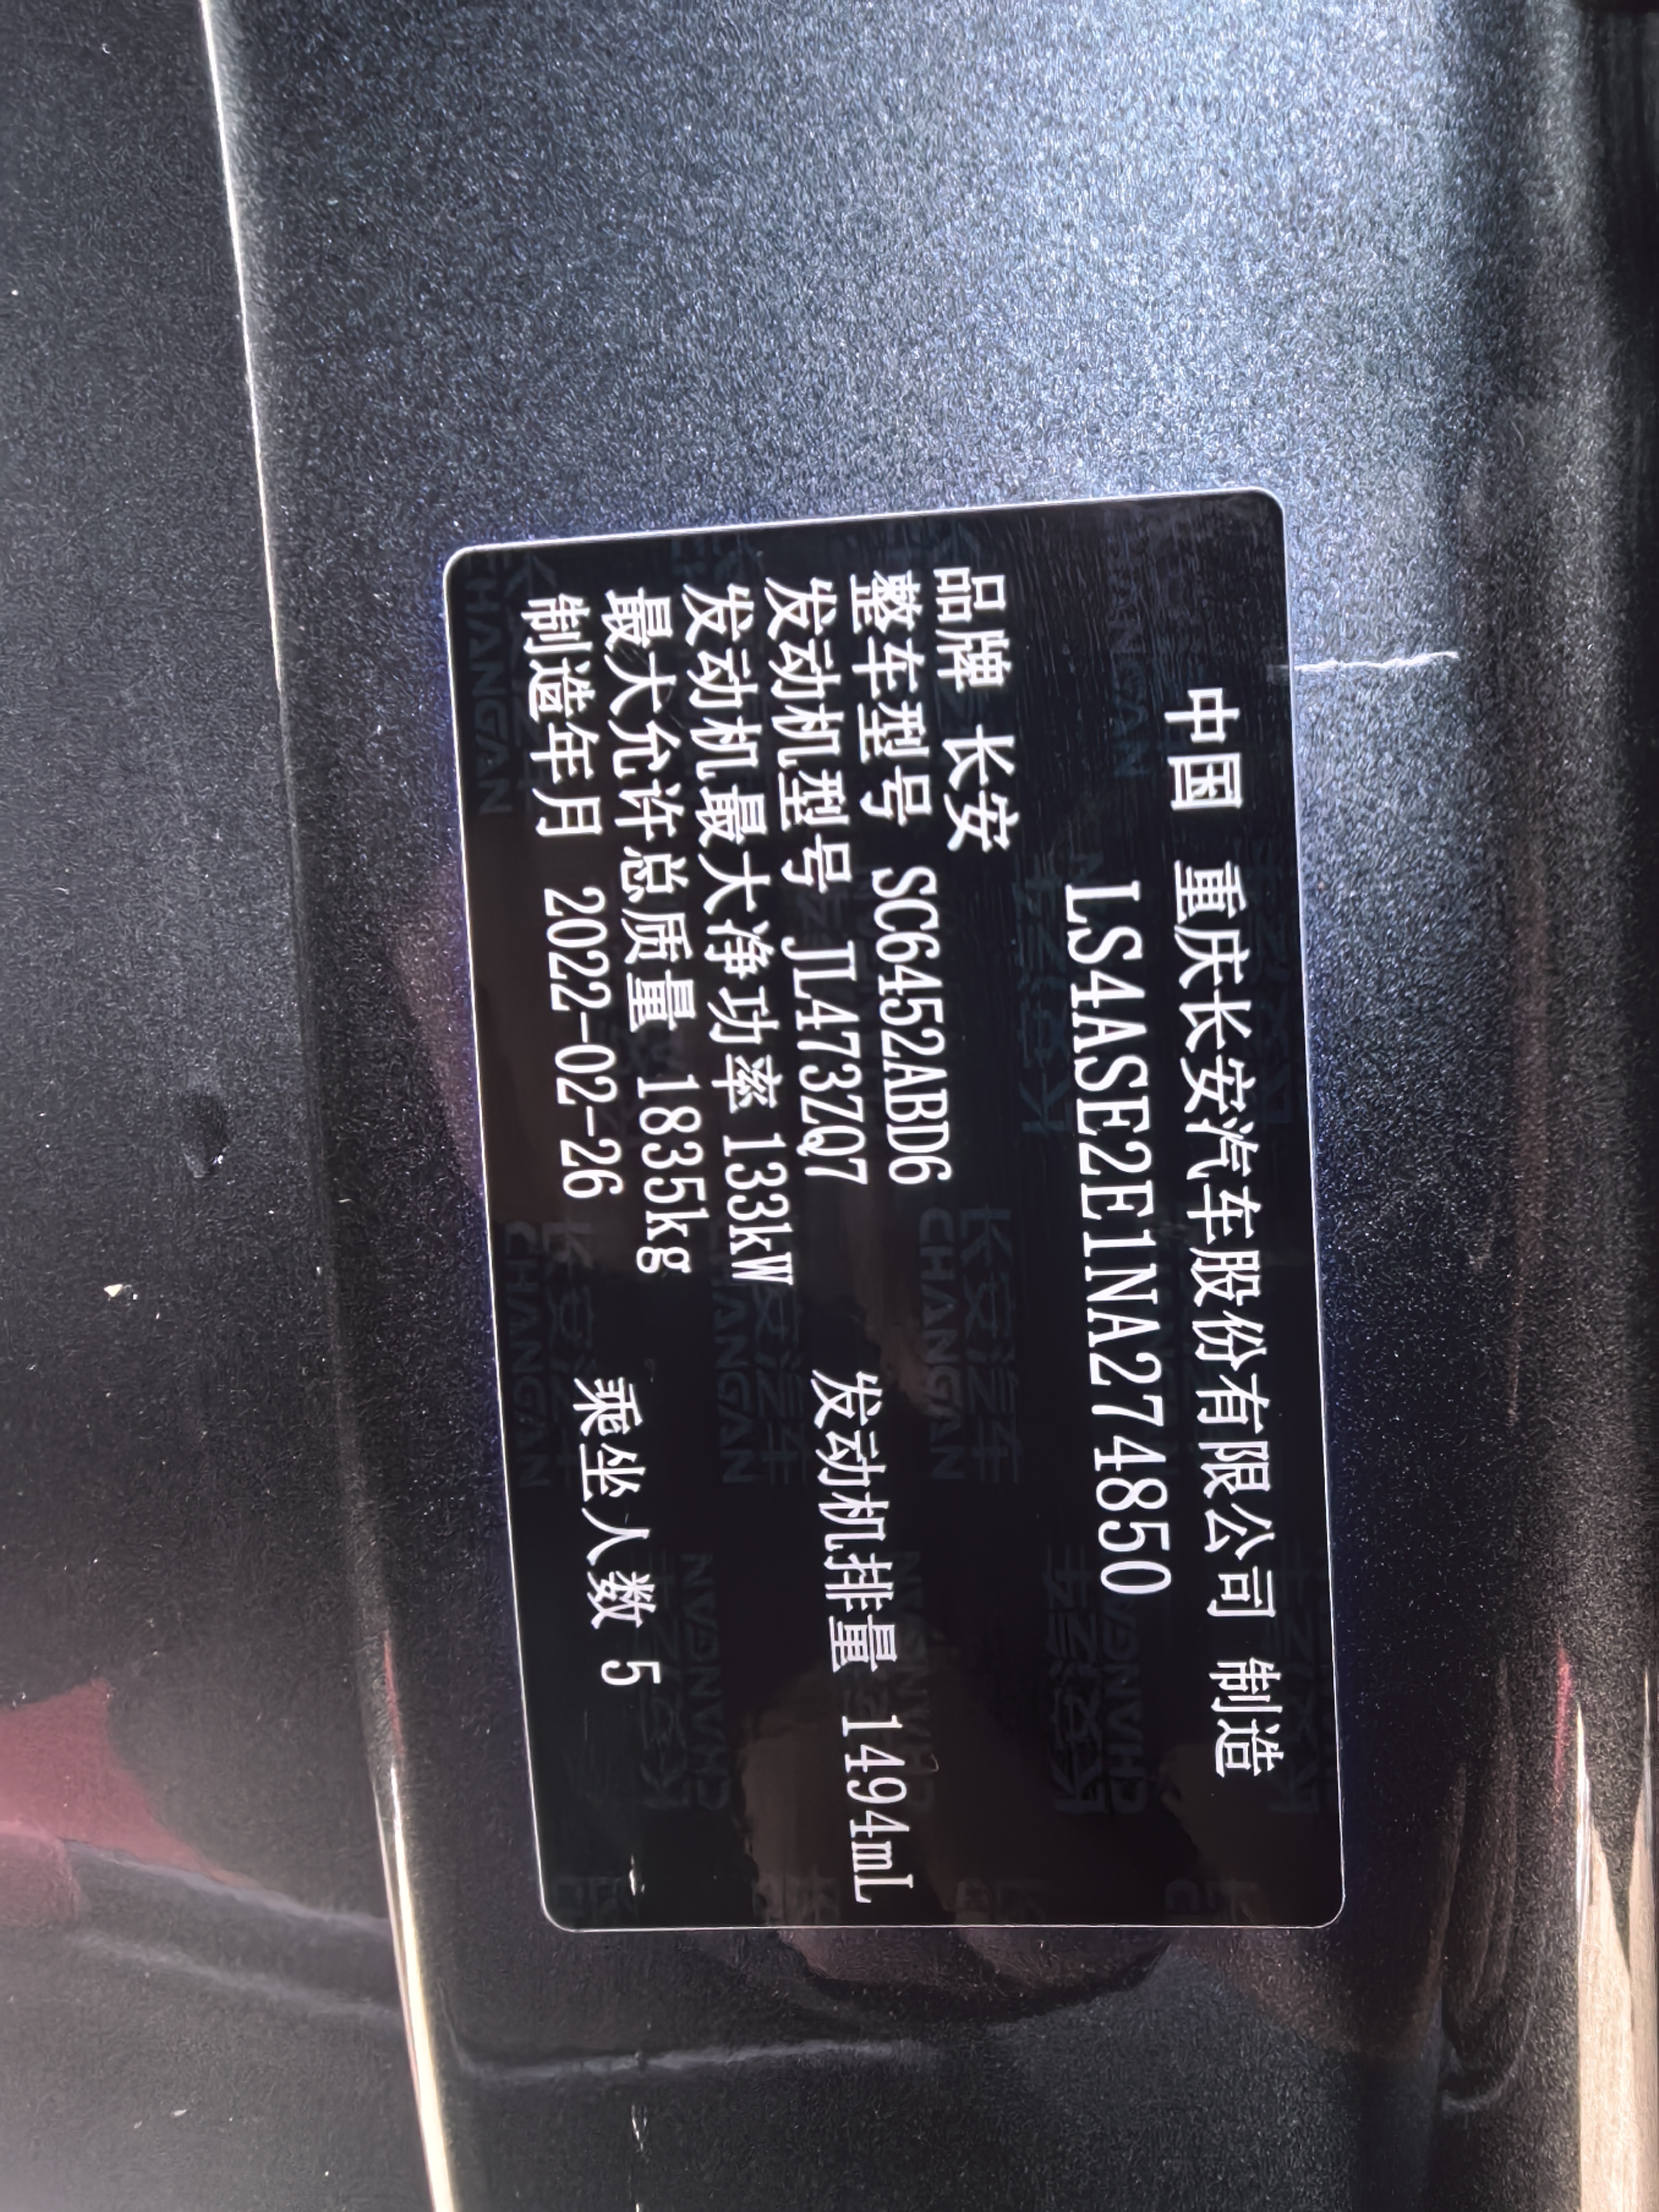 中国 重庆长安汽车股份有限公司 制造
LS4ASE2E1NA274850
品牌 长安
整车型号 SC6452ABD6
发动机型号 JL473ZQ7 发动机排量 1494mL
发动机最大净功率 133kW
最大允许总质量 1835kg
制造年月 2022-02-26 乘坐人数 5